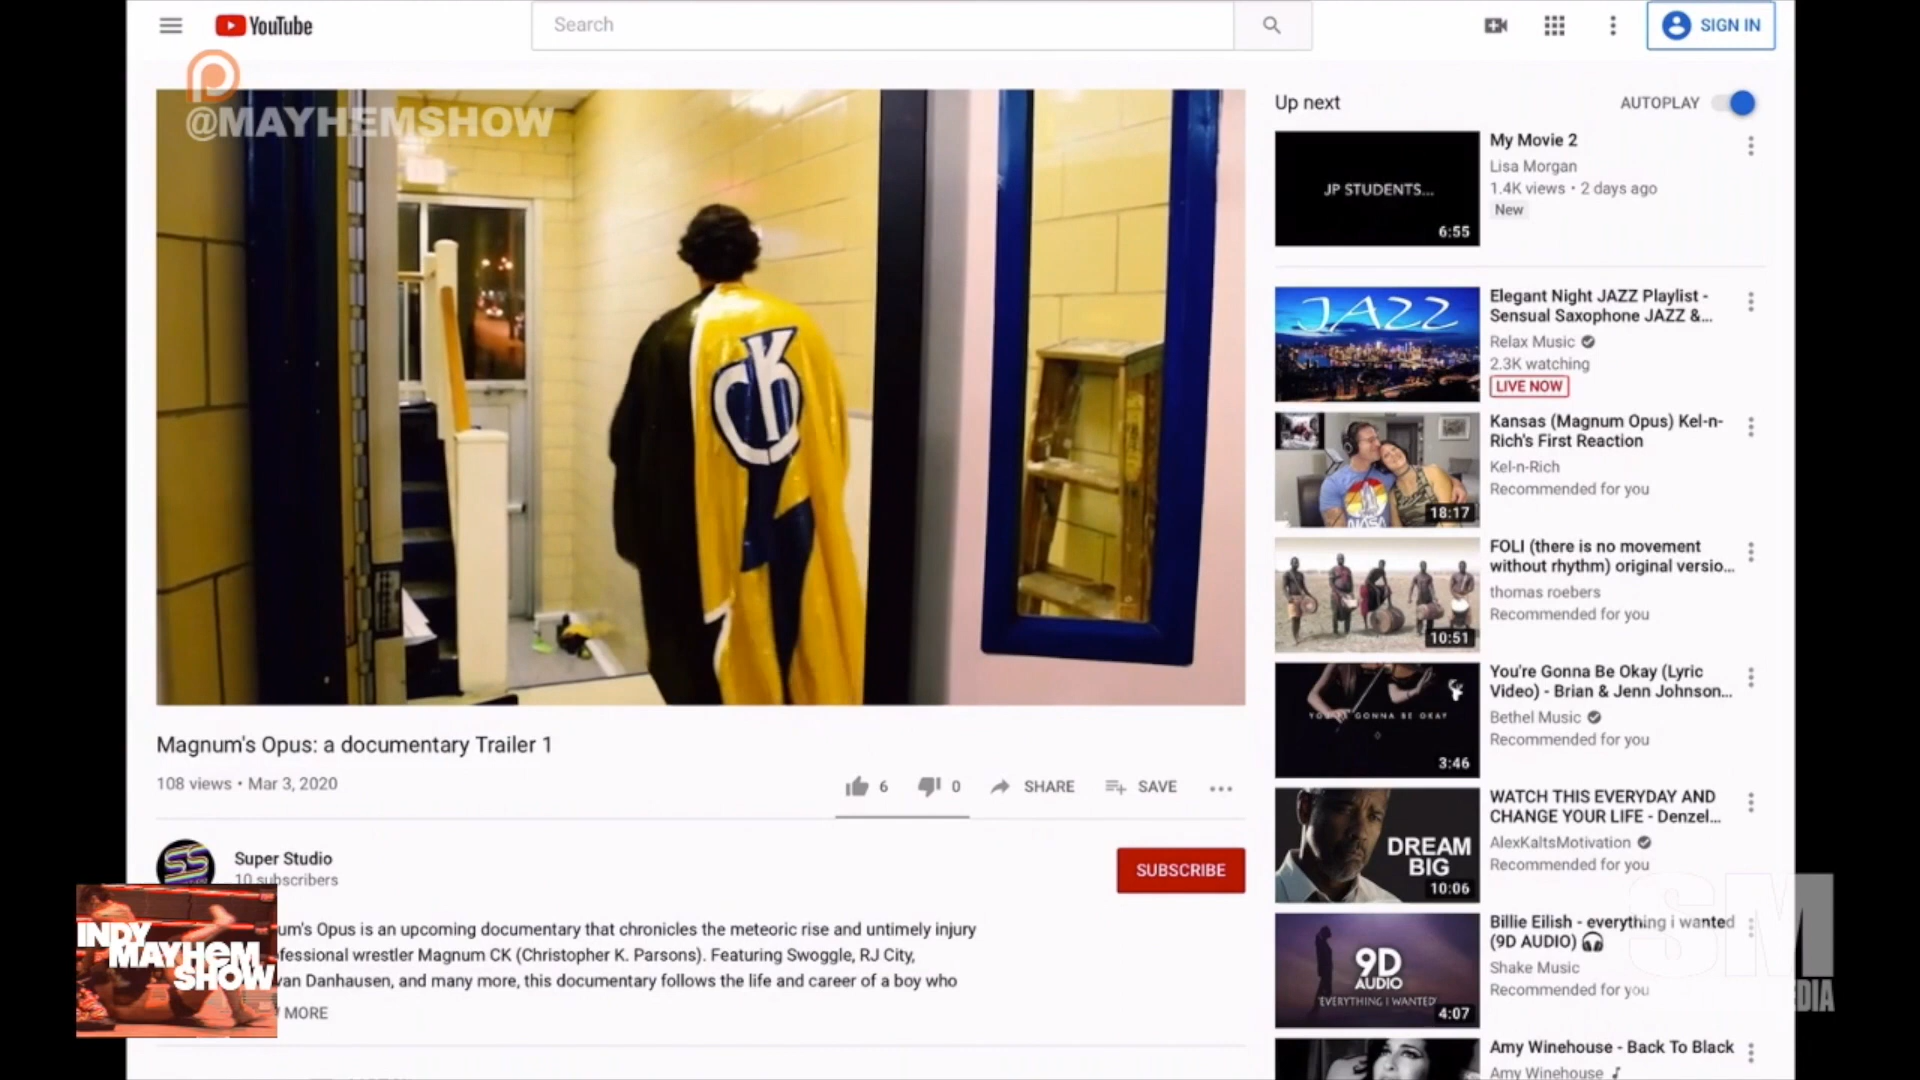 YouTube
Search
SIGN IN
@MAYHEMSHOW
CK
Magnum's Opus: a documentary Trailer 1
108 views • Mar 3, 2020
6
0
SHARE
SAVE
Super Studio
10 subscribers
SUBSCRIBE
um's Opus is an upcoming documentary that chronicles the meteoric rise and untimely injury
fessional wrestler Magnum CK (Christopher K. Parsons). Featuring Swoggle, RJ City,
van Danhausen, and many more, this documentary follows the life and career of a boy who
MORE
INDY
MAYHEM
SHOW
Up next
AUTOPLAY
JP STUDENTS...
6:55
My Movie 2
Lisa Morgan
1.4K views • 2 days ago
New
JAZZ
Elegant Night JAZZ Playlist -
Sensual Saxophone JAZZ &...
Relax Music
2.3K watching
LIVE NOW
NASA
18:17
Kansas (Magnum Opus) Kel-n-
Rich's First Reaction
Kel-n-Rich
Recommended for you
10:51
FOLI (there is no movement
without rhythm) original versio...
thomas roebers
Recommended for you
YOU'RE GONNA BE OKAY
3:46
You're Gonna Be Okay (Lyric
Video) - Brian & Jenn Johnson...
Bethel Music
Recommended for you
DREAM
BIG
10:06
WATCH THIS EVERYDAY AND
CHANGE YOUR LIFE - Denzel...
AlexKaltsMotivation
Recommended for you
9D
AUDIO
'EVERYTHING I WANTED'
4:07
Billie Eilish - everything i wanted
(9D AUDIO)
Shake Music
Recommended for you
SM
EDIA
Amy Winehouse - Back To Black
Amy Winehouse